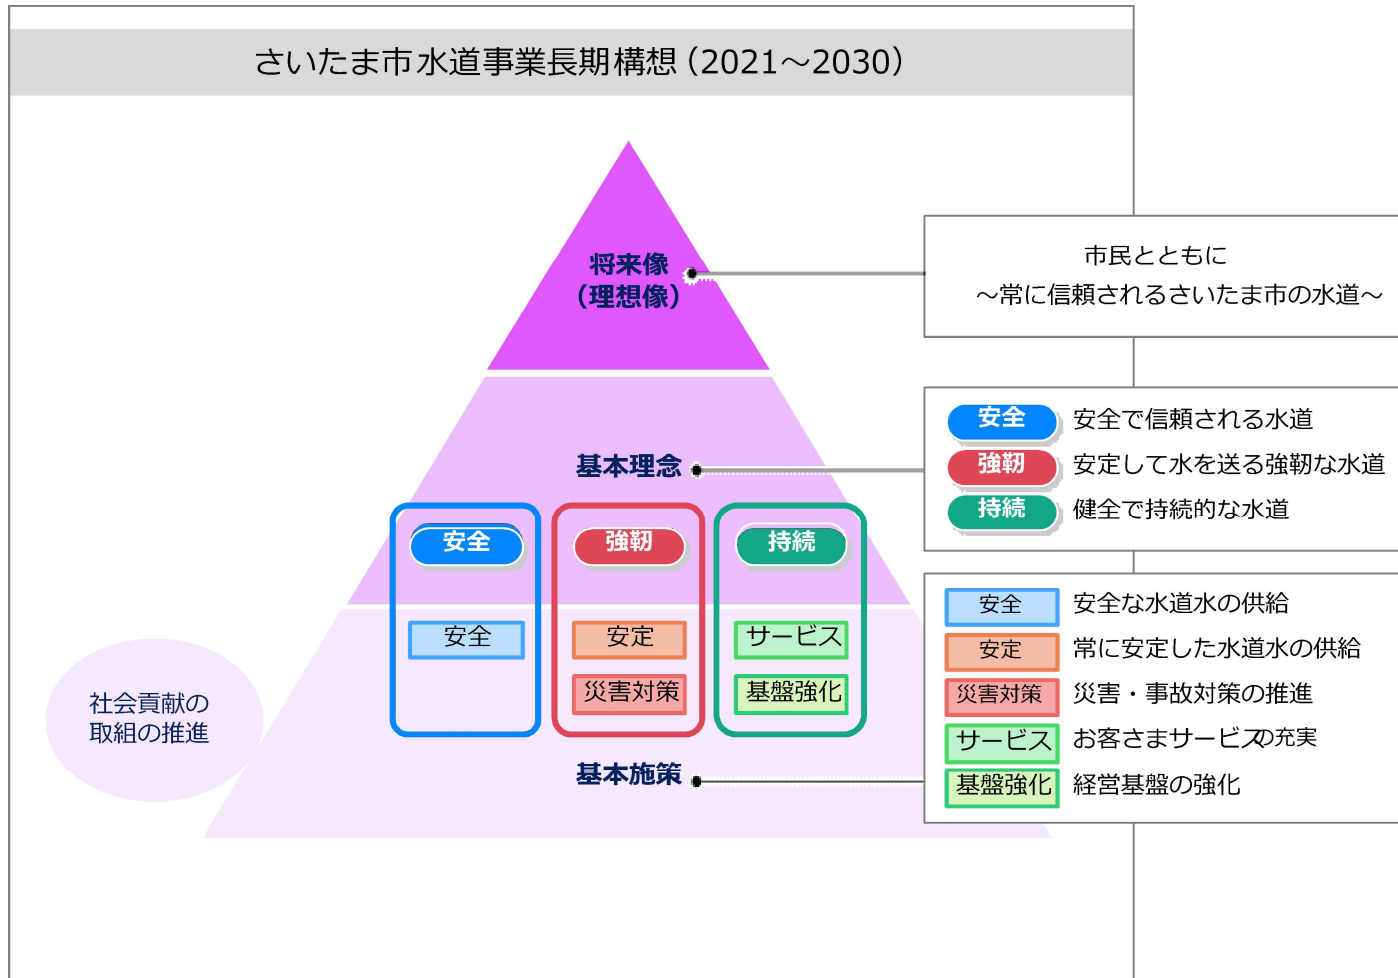 さいたま市水道事業長期構想（2021～2030）
将来像
（理想像）
市民とともに
～常に信頼されるさいたま市の水道～
基本理念
安全 安全で信頼される水道
強靭 安定して水を送る強靭な水道
持続 健全で持続的な水道
安全 強靭 持続
安全 安定 サービス
災害対策 基盤強化
基本施策
安全 安全な水道水の供給
安定 常に安定した水道水の供給
災害対策 災害・事故対策の推進
サービス お客さまサービスの充実
基盤強化 経営基盤の強化
社会貢献の
取組の推進